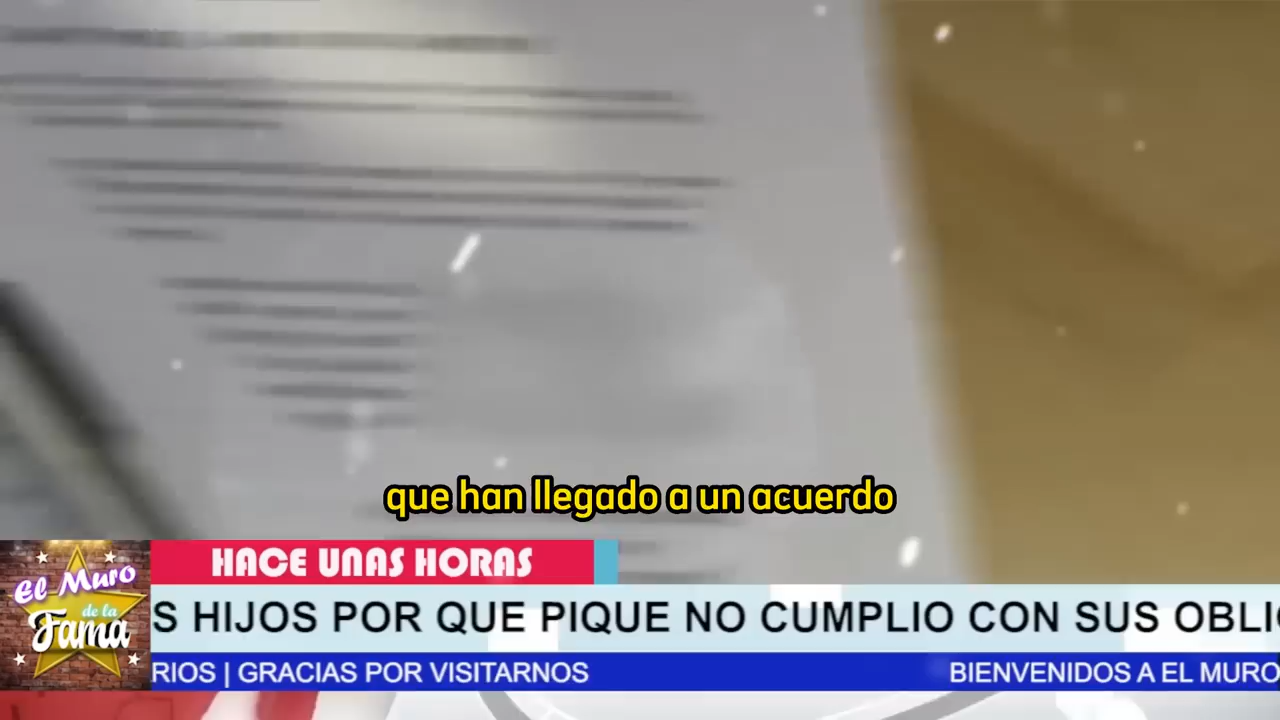 que han llegado a un acuerdo
HACE UNAS HORAS
El Muro
de la
Fama
S HIJOS POR QUE PIQUE NO CUMPLIO CON SUS OBLI
RIOS | GRACIAS POR VISITARNOS
BIENVENIDOS A EL MURO